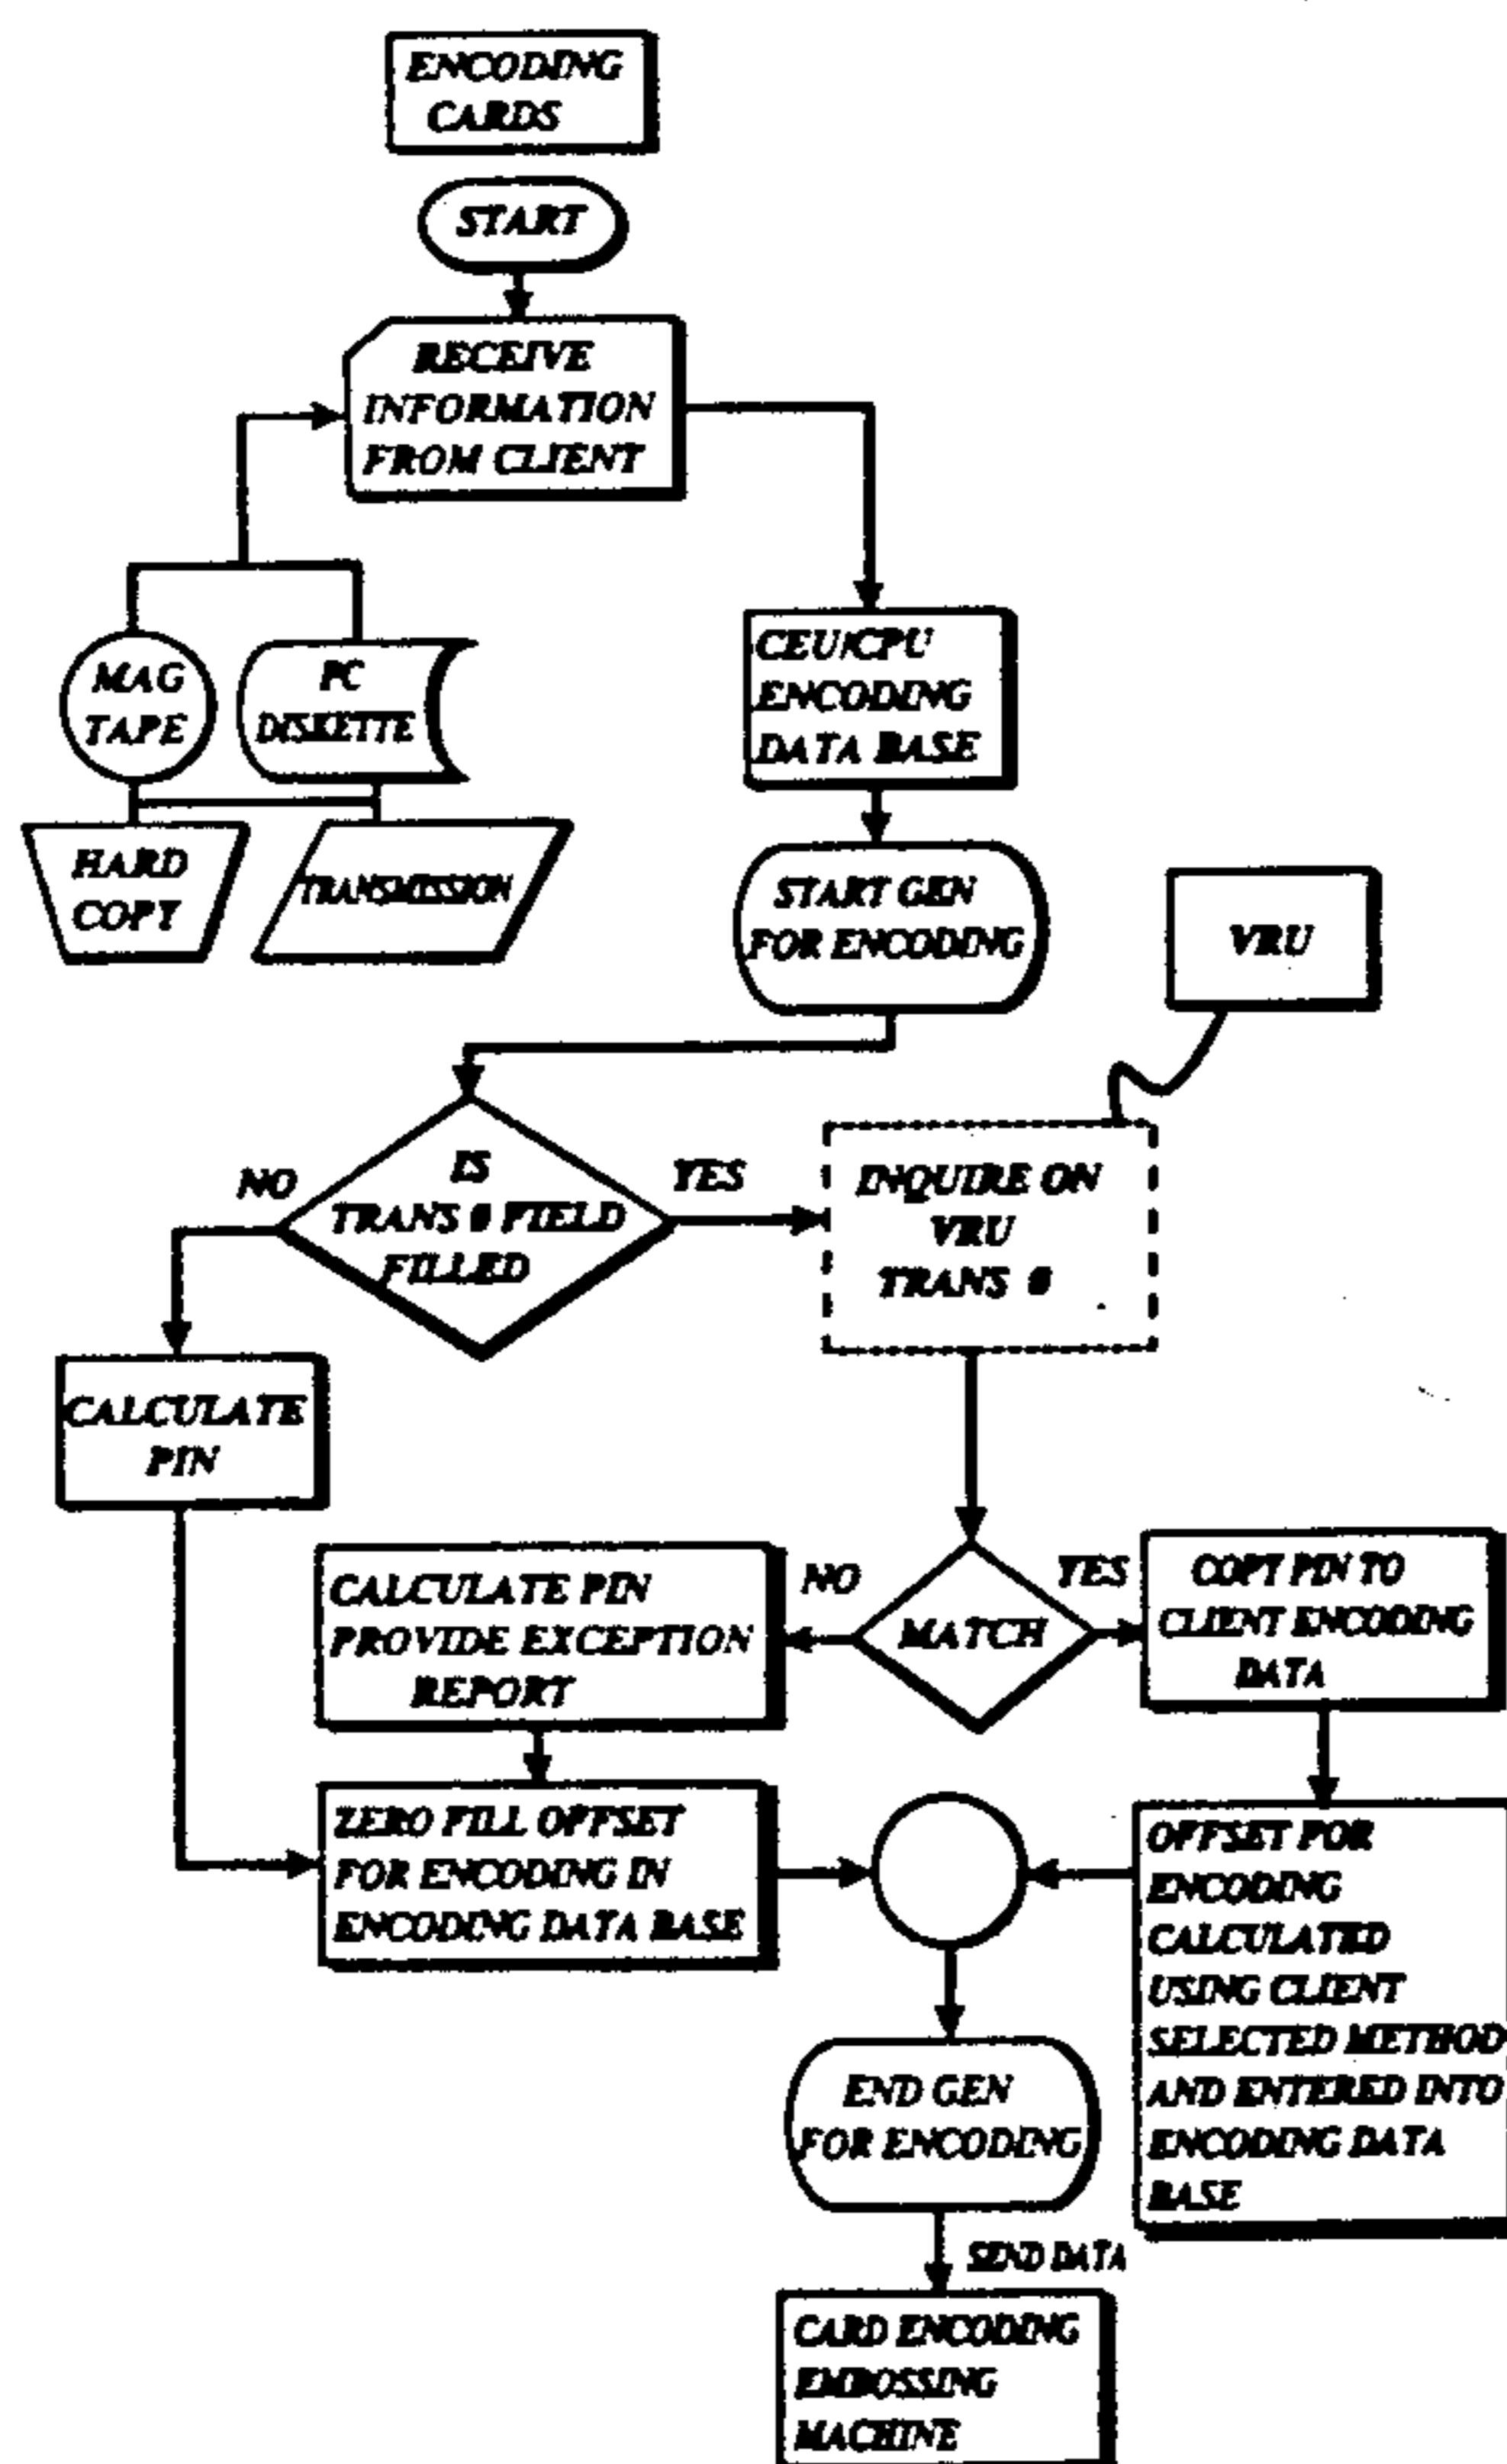 ENCODING
CARDS
START
RECEIVE
INFORMATION
FROM CLIENT
MAG
TAPE
PC
DISKETTE
HARD
COPY
TRANSMISSION
CEU/CPU
ENCODING
DATA BASE
START GEN
FOR ENCODING
VRU
IS
TRANS # FIELD
FILLED
NO
YES
INQUIRE ON
VRU
TRANS #
CALCULATE
PIN
MATCH
NO
YES
CALCULATE PIN
PROVIDE EXCEPTION
REPORT
COPY PIN TO
CLIENT ENCODING
DATA
ZERO FILL OFFSET
FOR ENCODING IN
ENCODING DATA BASE
OFFSET FOR
ENCODING
CALCULATED
USING CLIENT
SELECTED METHOD
AND ENTERED INTO
ENCODING DATA
BASE
END GEN
FOR ENCODING
SEND DATA
CARD ENCODING
EMBOSSING
MACHINE